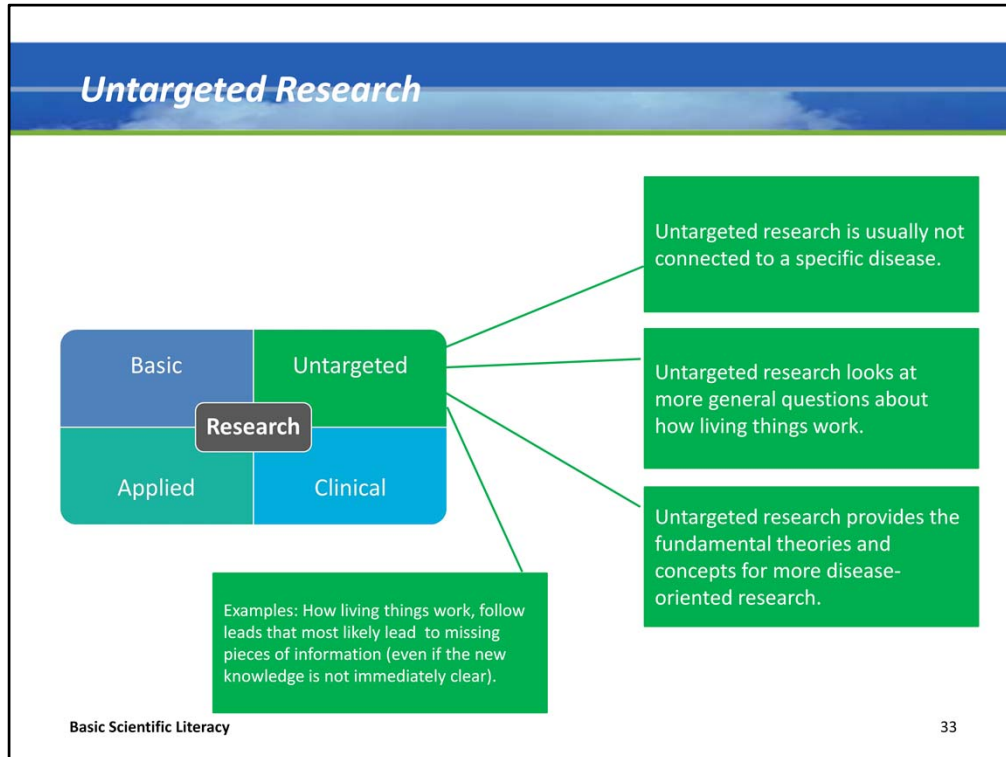 Untargeted Research
Untargeted research is usually not
connected to a specific disease.
Basic
Untargeted
Research
Applied
Clinical
Untargeted research looks at
more general questions about
how living things work.
Untargeted research provides the
fundamental theories and
concepts for more disease-
oriented research.
Examples: How living things work, follow
leads that most likely lead  to missing
pieces of information (even if the new
knowledge is not immediately clear).
Basic Scientific Literacy
33